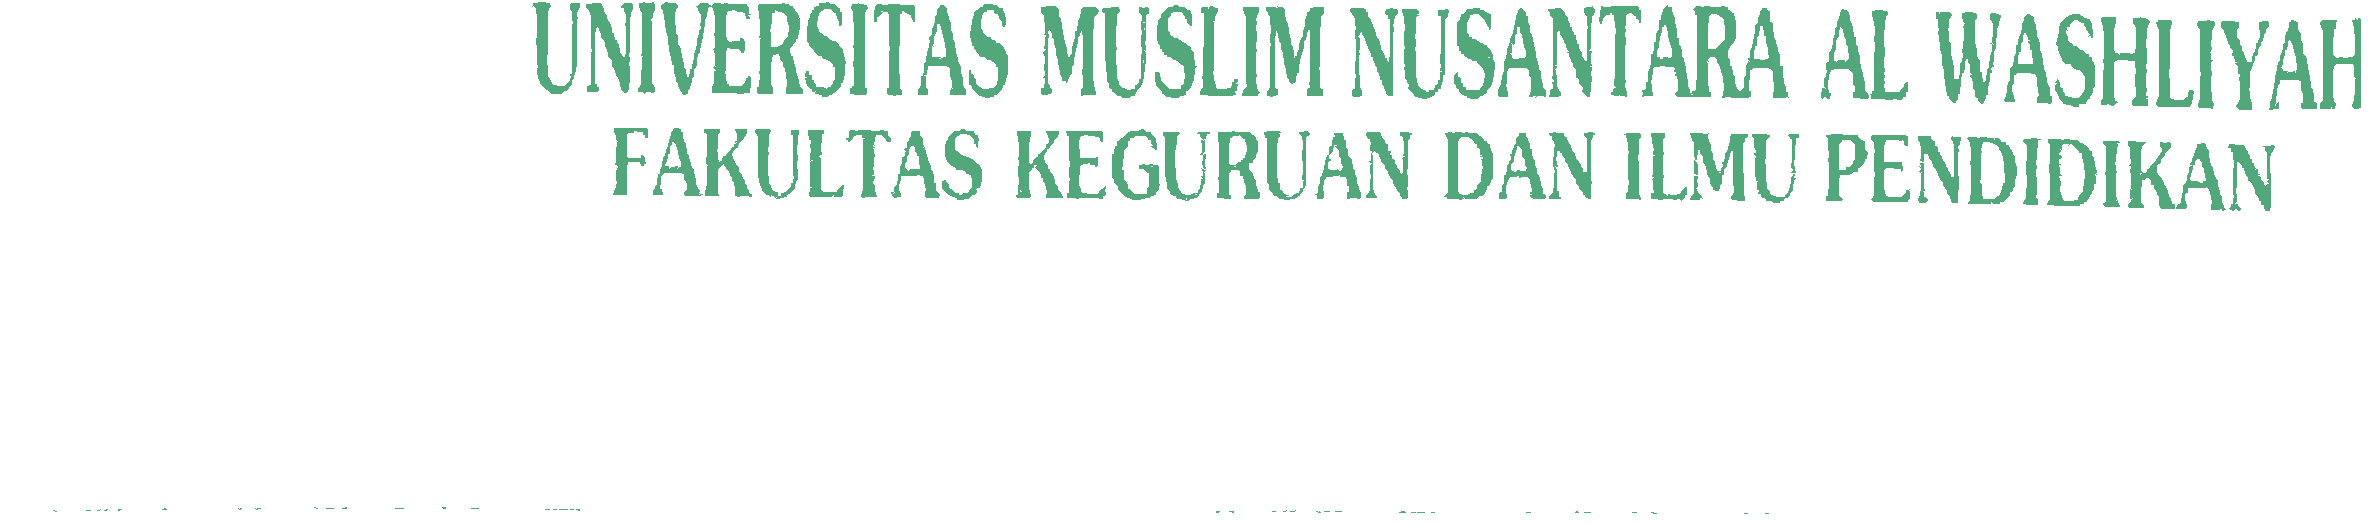 UNIVERSITAS MUSLIM NUSANTARA AL WASHLIYAH
FAKULTAS KEGURUAN DAN ILMU PENDIDIKAN